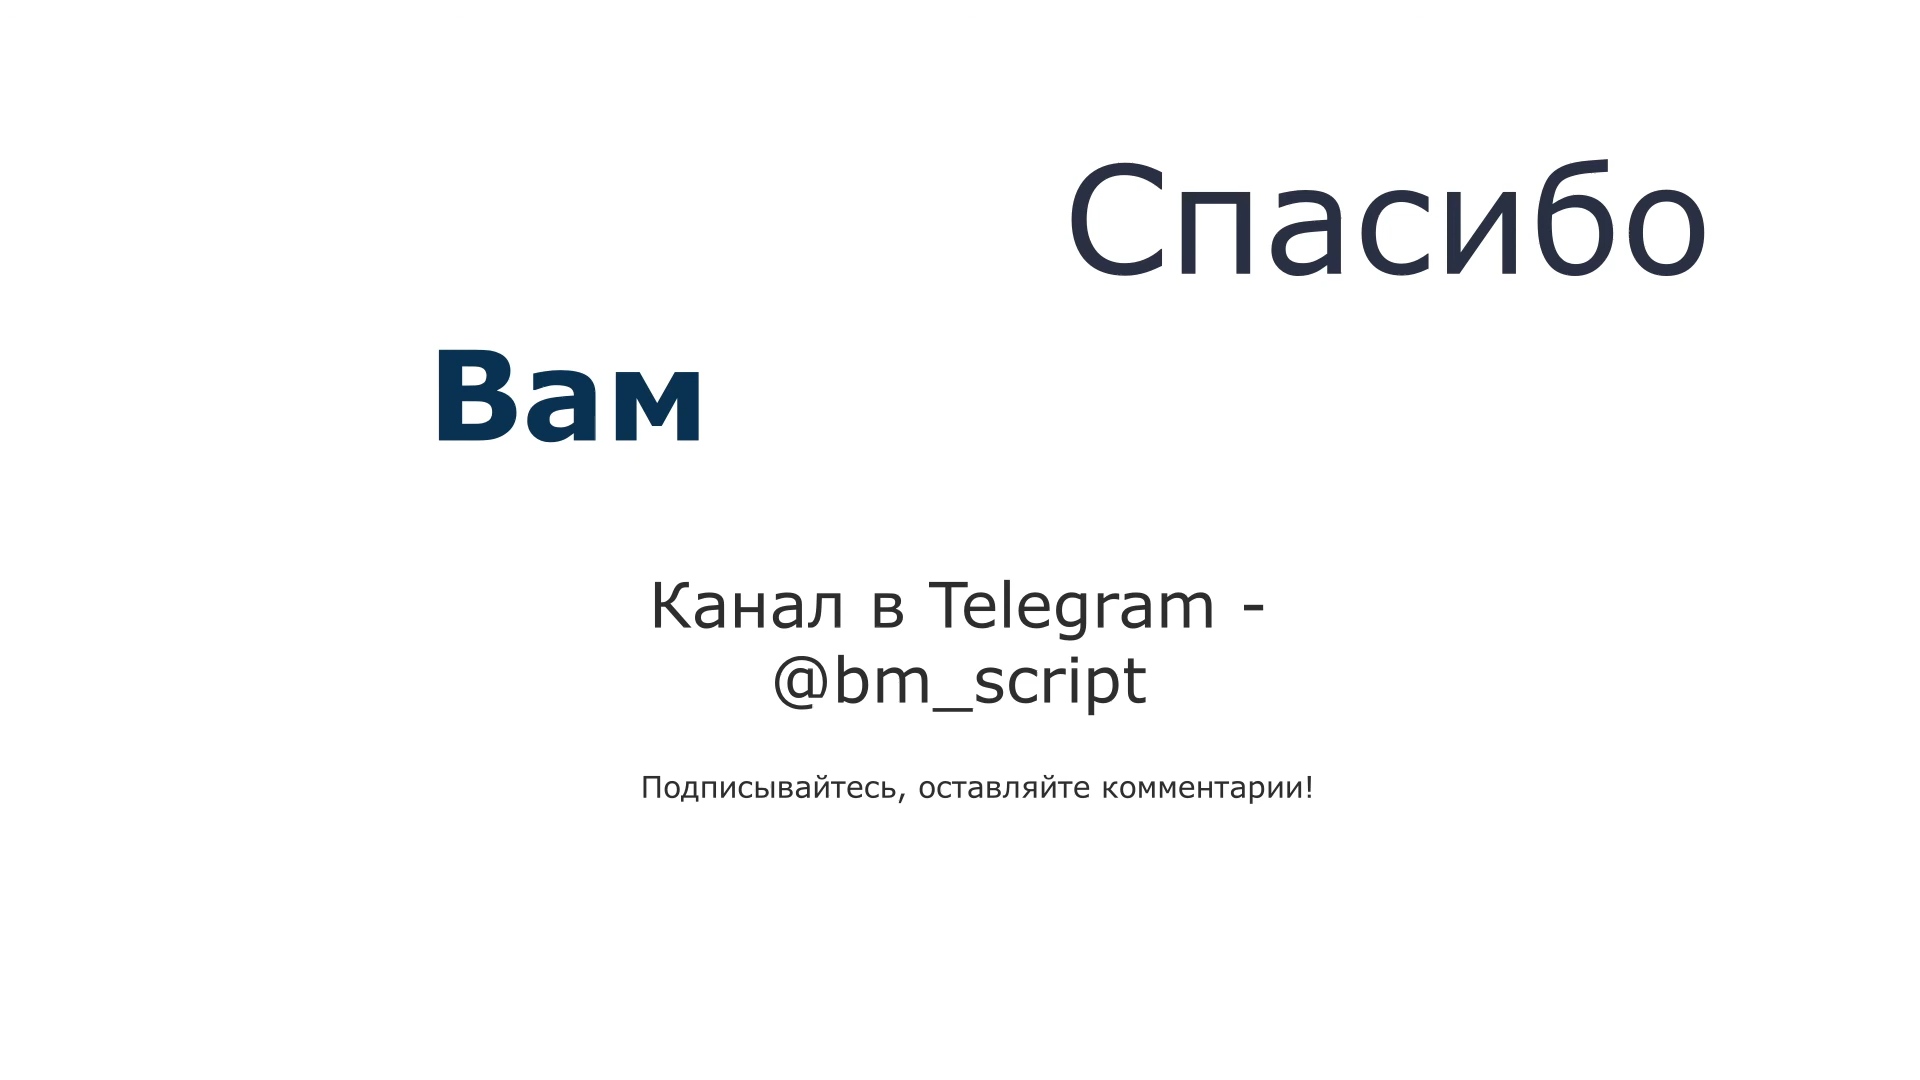 Спасибо
Вам
Канал в Telegram -
@bm_script
Подписывайтесь, оставляйте комментарии!